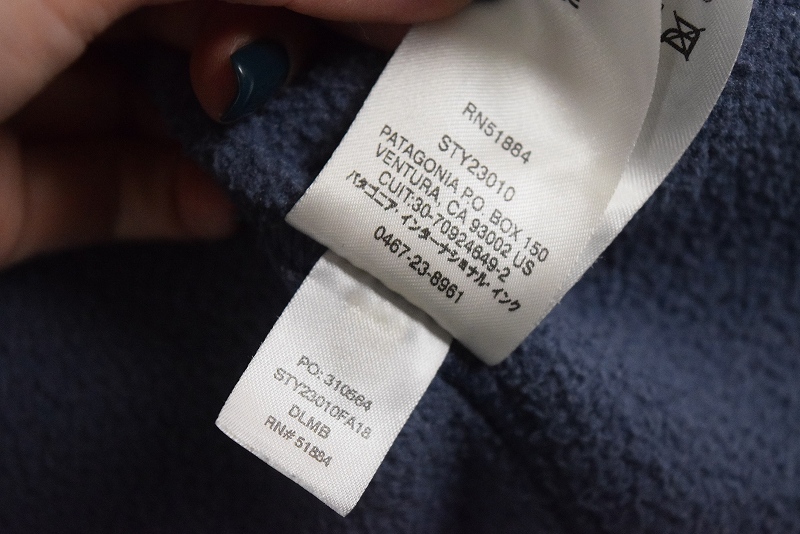 RN51884
STY23010
PATAGONIA P.O. BOX 150
VENTURA, CA 93002 US
CUIT:30-70924849-2
パタゴニア・インターナショナル・インク
0467-23-8961
PO: 310564
STY23010FA18
DLMB
RN# 51884